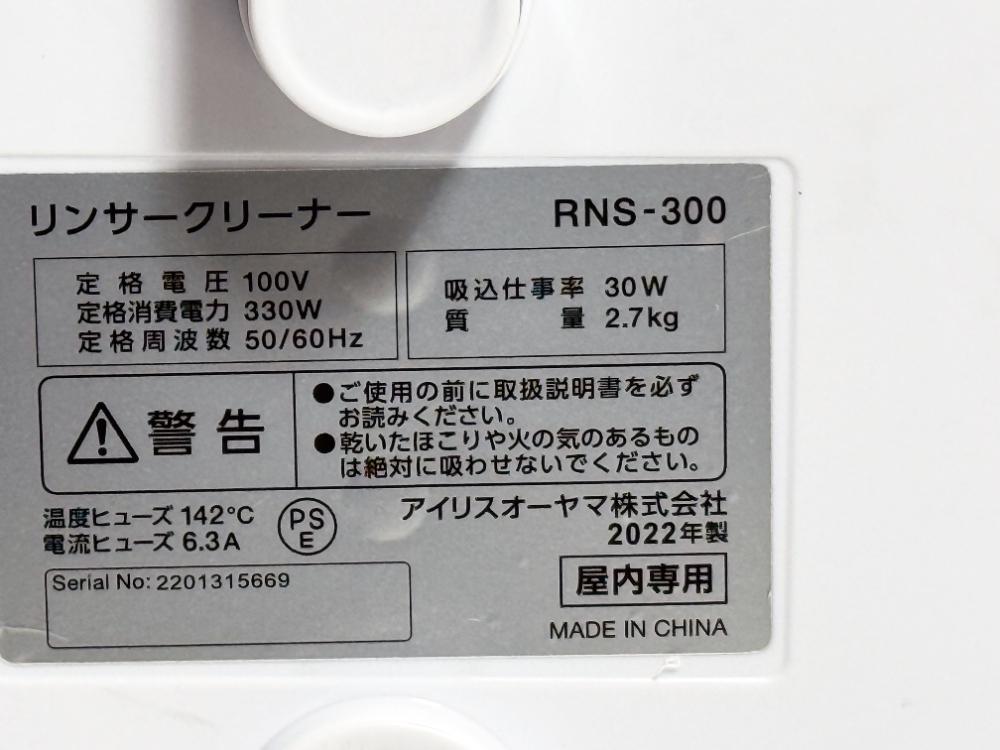 リンサークリーナー RNS-300
定格電圧 100V
定格消費電力 330W
定格周波数 50/60Hz
吸込仕事率 30W
質量 2.7kg
警告
●ご使用の前に取扱説明書を必ず
お読みください。
●乾いたほこりや火の気のあるもの
は絶対に吸わせないでください。
温度ヒューズ 142℃
電流ヒューズ 6.3A
PS
E
アイリスオーヤマ株式会社
2022年製
Serial No: 2201315669
屋内専用
MADE IN CHINA